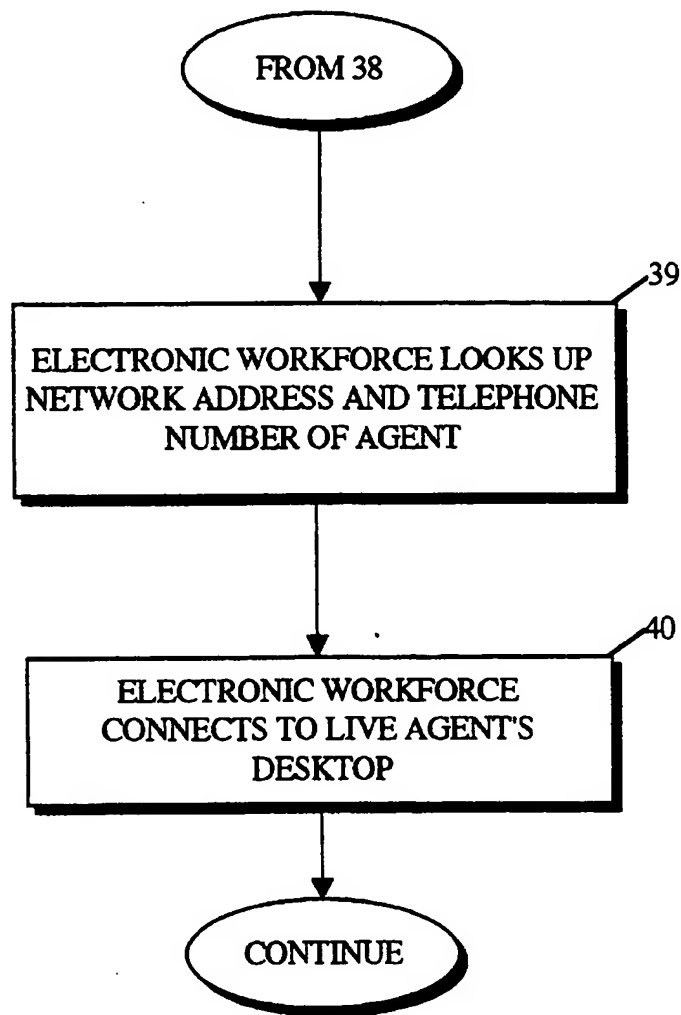 FROM 38
39
ELECTRONIC WORKFORCE LOOKS UP
NETWORK ADDRESS AND TELEPHONE
NUMBER OF AGENT
40
ELECTRONIC WORKFORCE
CONNECTS TO LIVE AGENT'S
DESKTOP
CONTINUE